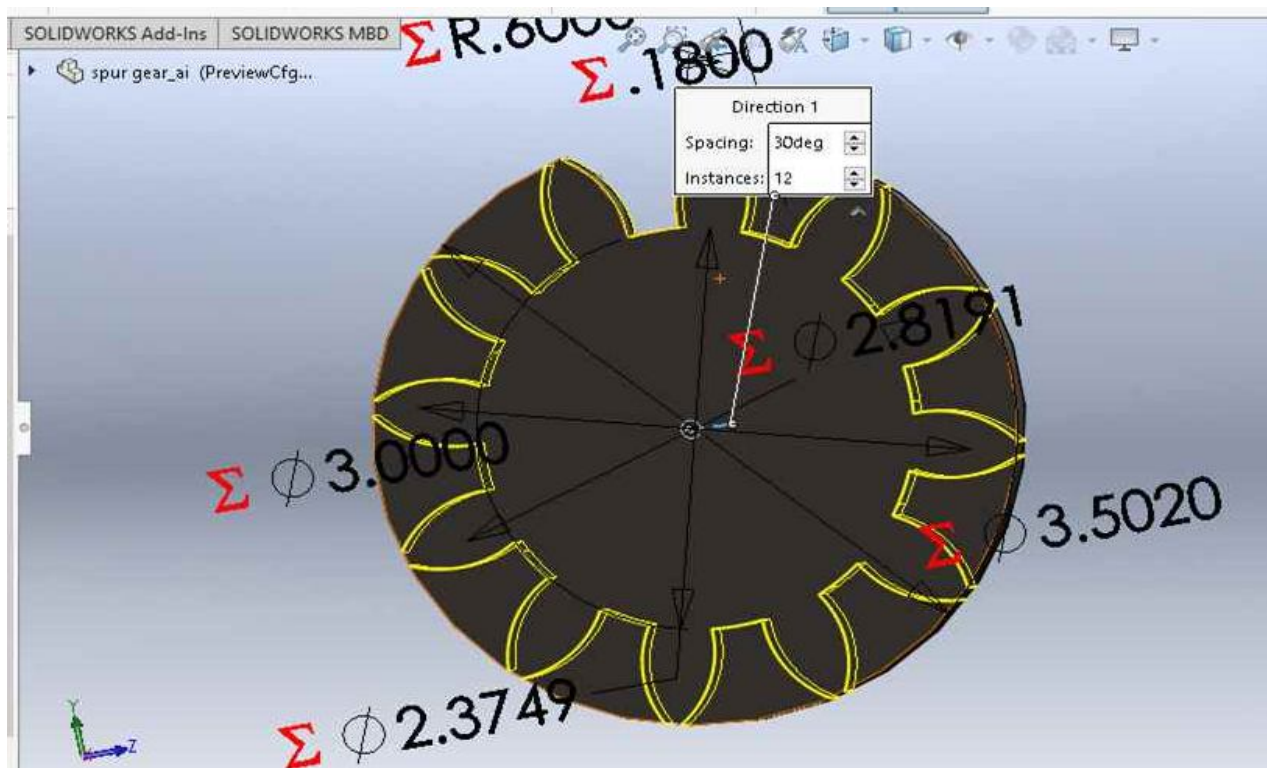 SOLIDWORKS Add-Ins SOLIDWORKS MBD
spur gear_ai (PreviewCfg...
Σ R.6000
Σ .1800
Direction 1
Spacing: 30deg
Instances: 12
Σ ∅ 2.8191
Σ ∅ 3.0000
Σ ∅ 3.5020
Σ ∅ 2.3749
Y
Z